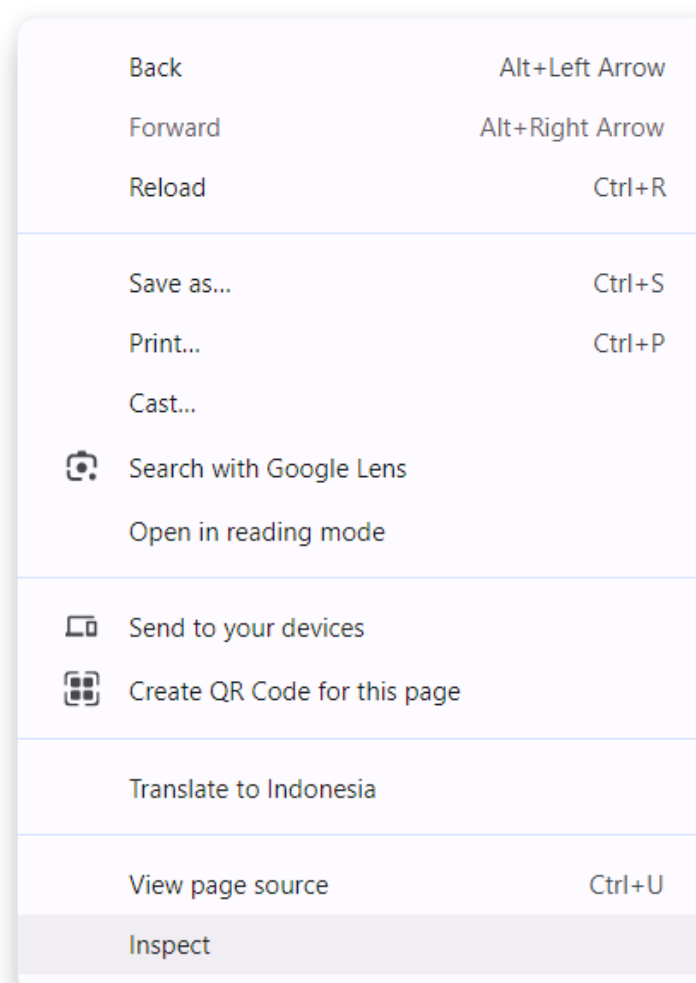 Back Alt+Left Arrow
Forward Alt+Right Arrow
Reload Ctrl+R
Save as... Ctrl+S
Print... Ctrl+P
Cast...
Search with Google Lens
Open in reading mode
Send to your devices
Create QR Code for this page
Translate to Indonesia
View page source Ctrl+U
Inspect